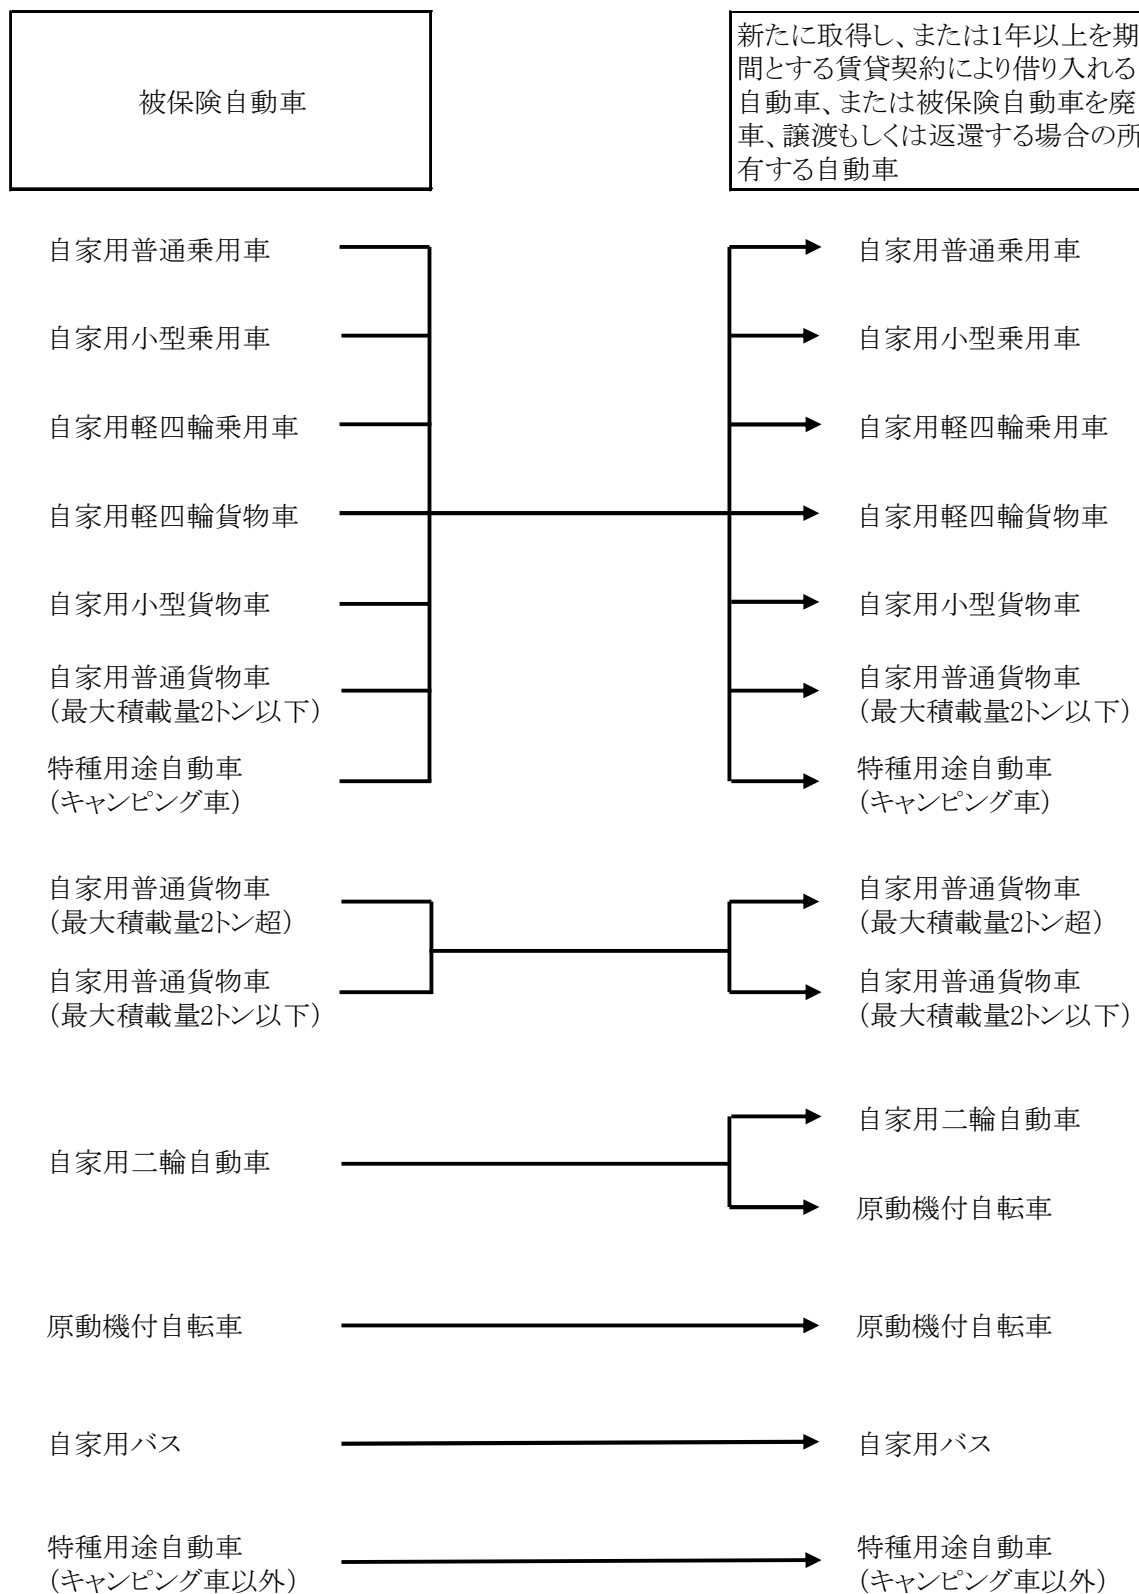 被保険自動車
新たに取得し、または1年以上を期
間とする賃貸契約により借り入れる
自動車、または被保険自動車を廃
車、譲渡もしくは返還する場合の所
有する自動車
自家用普通乗用車
自家用普通乗用車
自家用小型乗用車
自家用小型乗用車
自家用軽四輪乗用車
自家用軽四輪乗用車
自家用軽四輪貨物車
自家用軽四輪貨物車
自家用小型貨物車
自家用小型貨物車
自家用普通貨物車
(最大積載量2トン以下)
自家用普通貨物車
(最大積載量2トン以下)
特種用途自動車
(キャンピング車)
特種用途自動車
(キャンピング車)
自家用普通貨物車
(最大積載量2トン超)
自家用普通貨物車
(最大積載量2トン超)
自家用普通貨物車
(最大積載量2トン以下)
自家用普通貨物車
(最大積載量2トン以下)
自家用二輪自動車
自家用二輪自動車
原動機付自転車
原動機付自転車
原動機付自転車
自家用バス
自家用バス
特種用途自動車
(キャンピング車以外)
特種用途自動車
(キャンピング車以外)